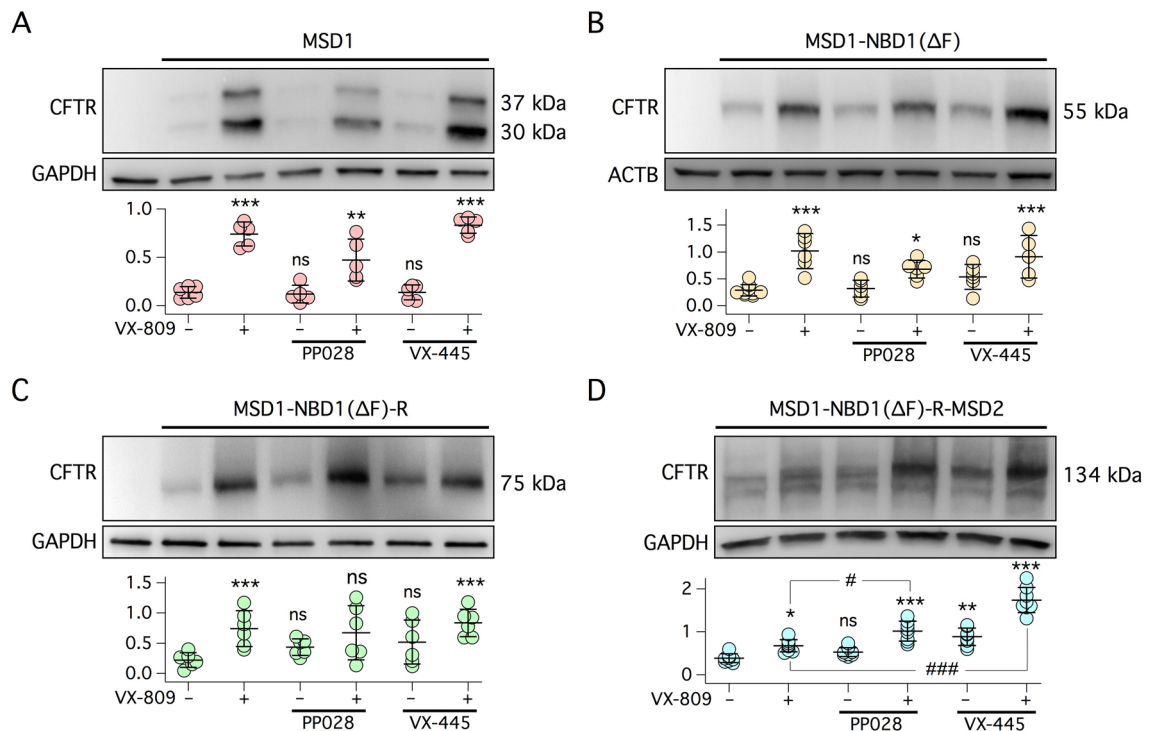 A
MSD1
CFTR
37 kDa
30 kDa
GAPDH
*** ** ***
ns ns
1.0
0.5
0.0
VX-809 – + – + – +
PP028 VX-445
B
MSD1-NBD1(ΔF)
CFTR
55 kDa
ACTB
*** * ***
ns ns
1.5
1.0
0.5
0.0
VX-809 – + – + – +
PP028 VX-445
C
MSD1-NBD1(ΔF)-R
CFTR
75 kDa
GAPDH
*** ns ns ns ***
1.5
1.0
0.5
0.0
VX-809 – + – + – +
PP028 VX-445
D
MSD1-NBD1(ΔF)-R-MSD2
CFTR
134 kDa
GAPDH
#
* ns *** ** ***
###
2
1
0
VX-809 – + – + – +
PP028 VX-445